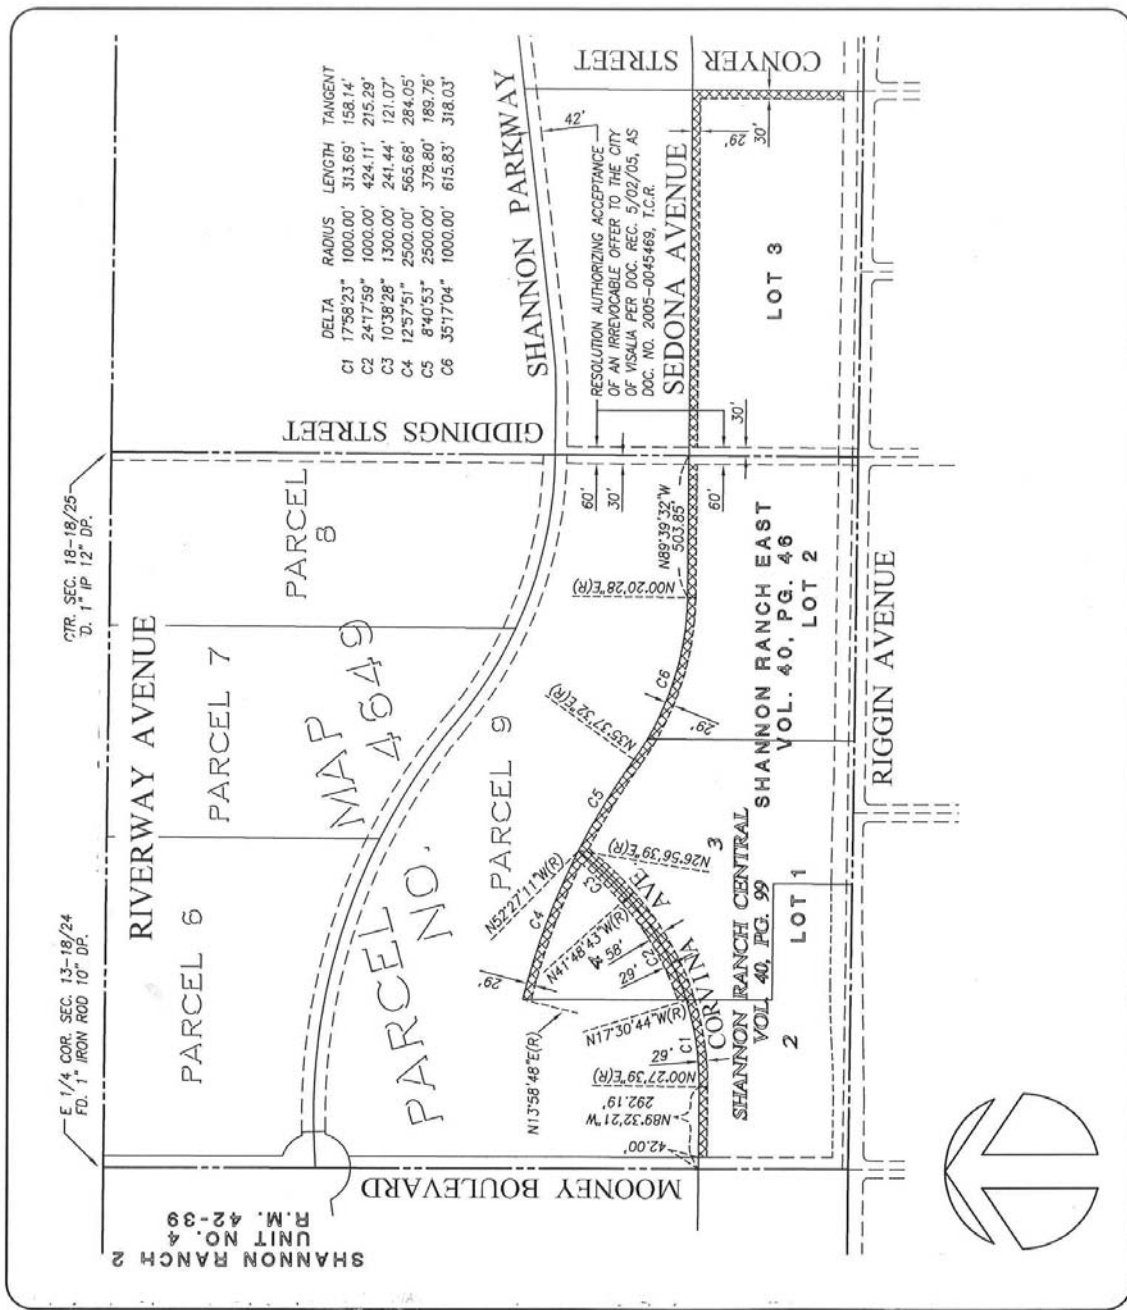 CTR. SEC. 18-18/25
D. 1" IP 12" DP.
E 1/4 COR. SEC. 13-18/24
FD. 1" IRON ROD 10" DP.
RIVERWAY AVENUE
PARCEL 6
PARCEL 7
PARCEL
8
PARCEL 9
PARCEL MAP
NO. 4649
GIDDINGS STREET
DELTA RADIUS LENGTH TANGENT
C1 17°58'23" 1000.00' 313.69' 158.14'
C2 24°17'59" 1000.00' 424.11' 215.29'
C3 10°38'28" 1300.00' 241.44' 121.07'
C4 12°57'51" 2500.00' 565.68' 284.05'
C5 8°40'53" 2500.00' 378.80' 189.76'
C6 35°17'04" 1000.00' 615.83' 318.03'
SHANNON PARKWAY
42'
RESOLUTION AUTHORIZING ACCEPTANCE
OF AN IRREVOCABLE OFFER TO THE CITY
OF VISALIA PER DOC. REC. 5/02/05, AS
DOC. NO. 2005-0045469, T.C.R.
SEDONA AVENUE
CONYER STREET
29'
30'
LOT 3
60'
30'
30'
60'
N89°39'32"W
503.85'
N00°20'28"E(R)
C6
29'
N35°37'32"E(R)
C5
N26°56'39"E(R)
N52°27'11"W(R)
C4
C3
N41°48'43"W(R)
58'
29'
C2
29'
N13°58'48"E(R)
N17°30'44"W(R)
C1
29'
N00°27'39"E(R)
N89°32'21"W
292.19'
42.00'
CORVINA AVE.
SHANNON RANCH CENTRAL
VOL. 40, PG. 99
2
3
LOT 1
SHANNON RANCH EAST
VOL. 40, PG. 46
LOT 2
RIGGIN AVENUE
MOONEY BOULEVARD
SHANNON RANCH 2
UNIT NO. 4
R.M. 42-39